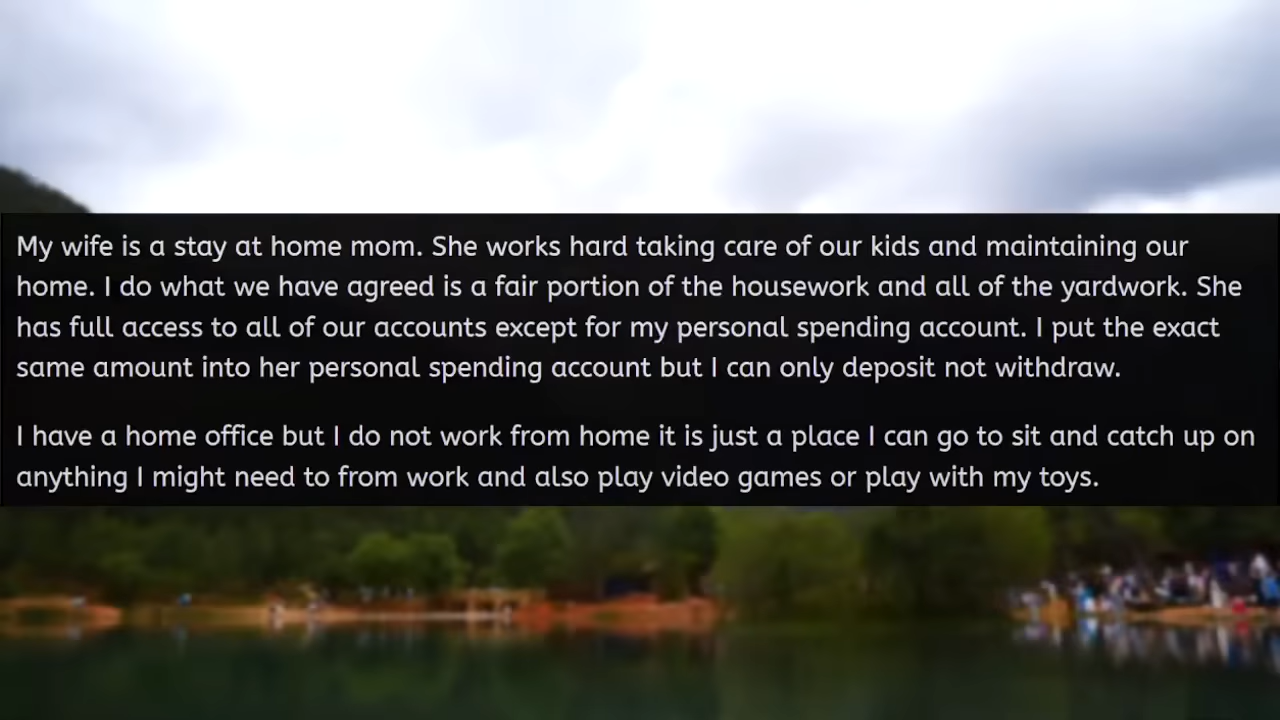 My wife is a stay at home mom. She works hard taking care of our kids and maintaining our
home. I do what we have agreed is a fair portion of the housework and all of the yardwork. She
has full access to all of our accounts except for my personal spending account. I put the exact
same amount into her personal spending account but I can only deposit not withdraw.
I have a home office but I do not work from home it is just a place I can go to sit and catch up on
anything I might need to from work and also play video games or play with my toys.